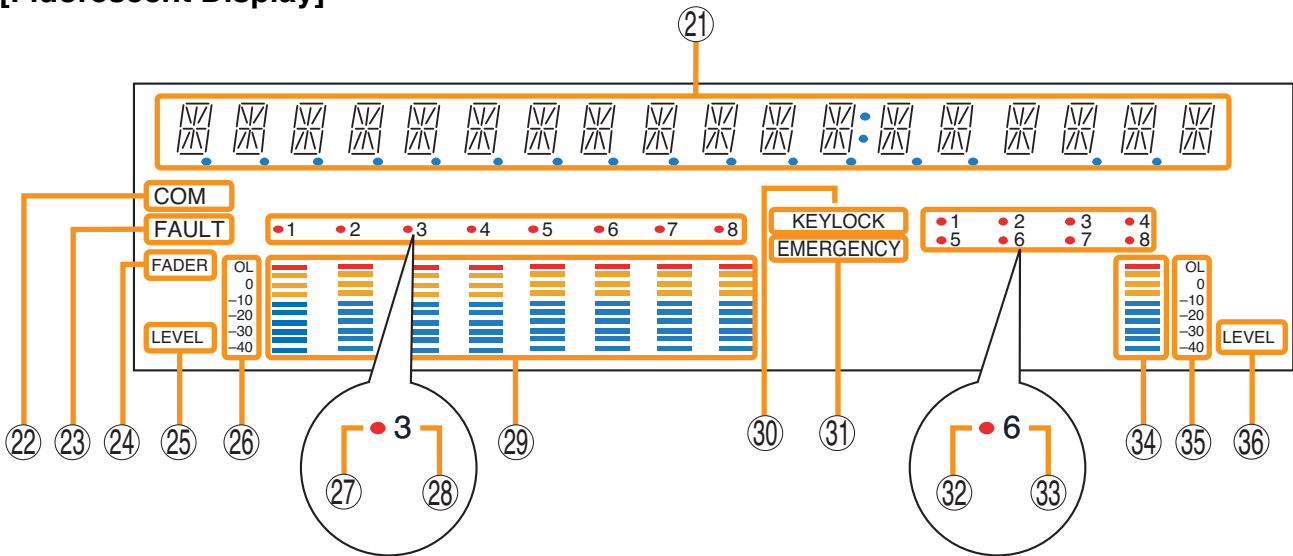 [Fluorescent Display]
㉑
COM
FAULT
FADER
LEVEL
OL
0
–10
–20
–30
–40
1 2 3 4 5 6 7 8
KEYLOCK
EMERGENCY
1 2 3 4
5 6 7 8
OL
0
–10
–20
–30
–40
LEVEL
3
6
㉒ ㉓ ㉔ ㉕ ㉖ ㉙ ㉚ ㉛ ㉞ ㉟ ㊱
㉗ ㉘ ㉜ ㉝